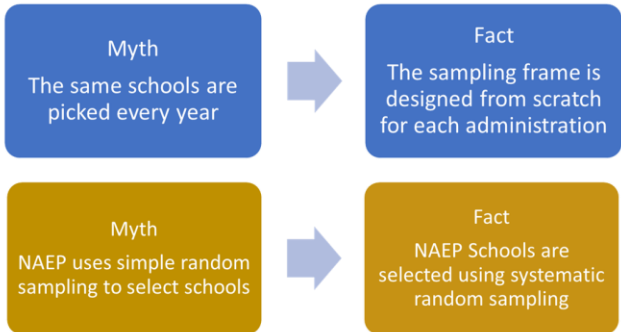 Myth
The same schools are
picked every year
Fact
The sampling frame is
designed from scratch
for each administration
Myth
NAEP uses simple random
sampling to select schools
Fact
NAEP Schools are
selected using systematic
random sampling